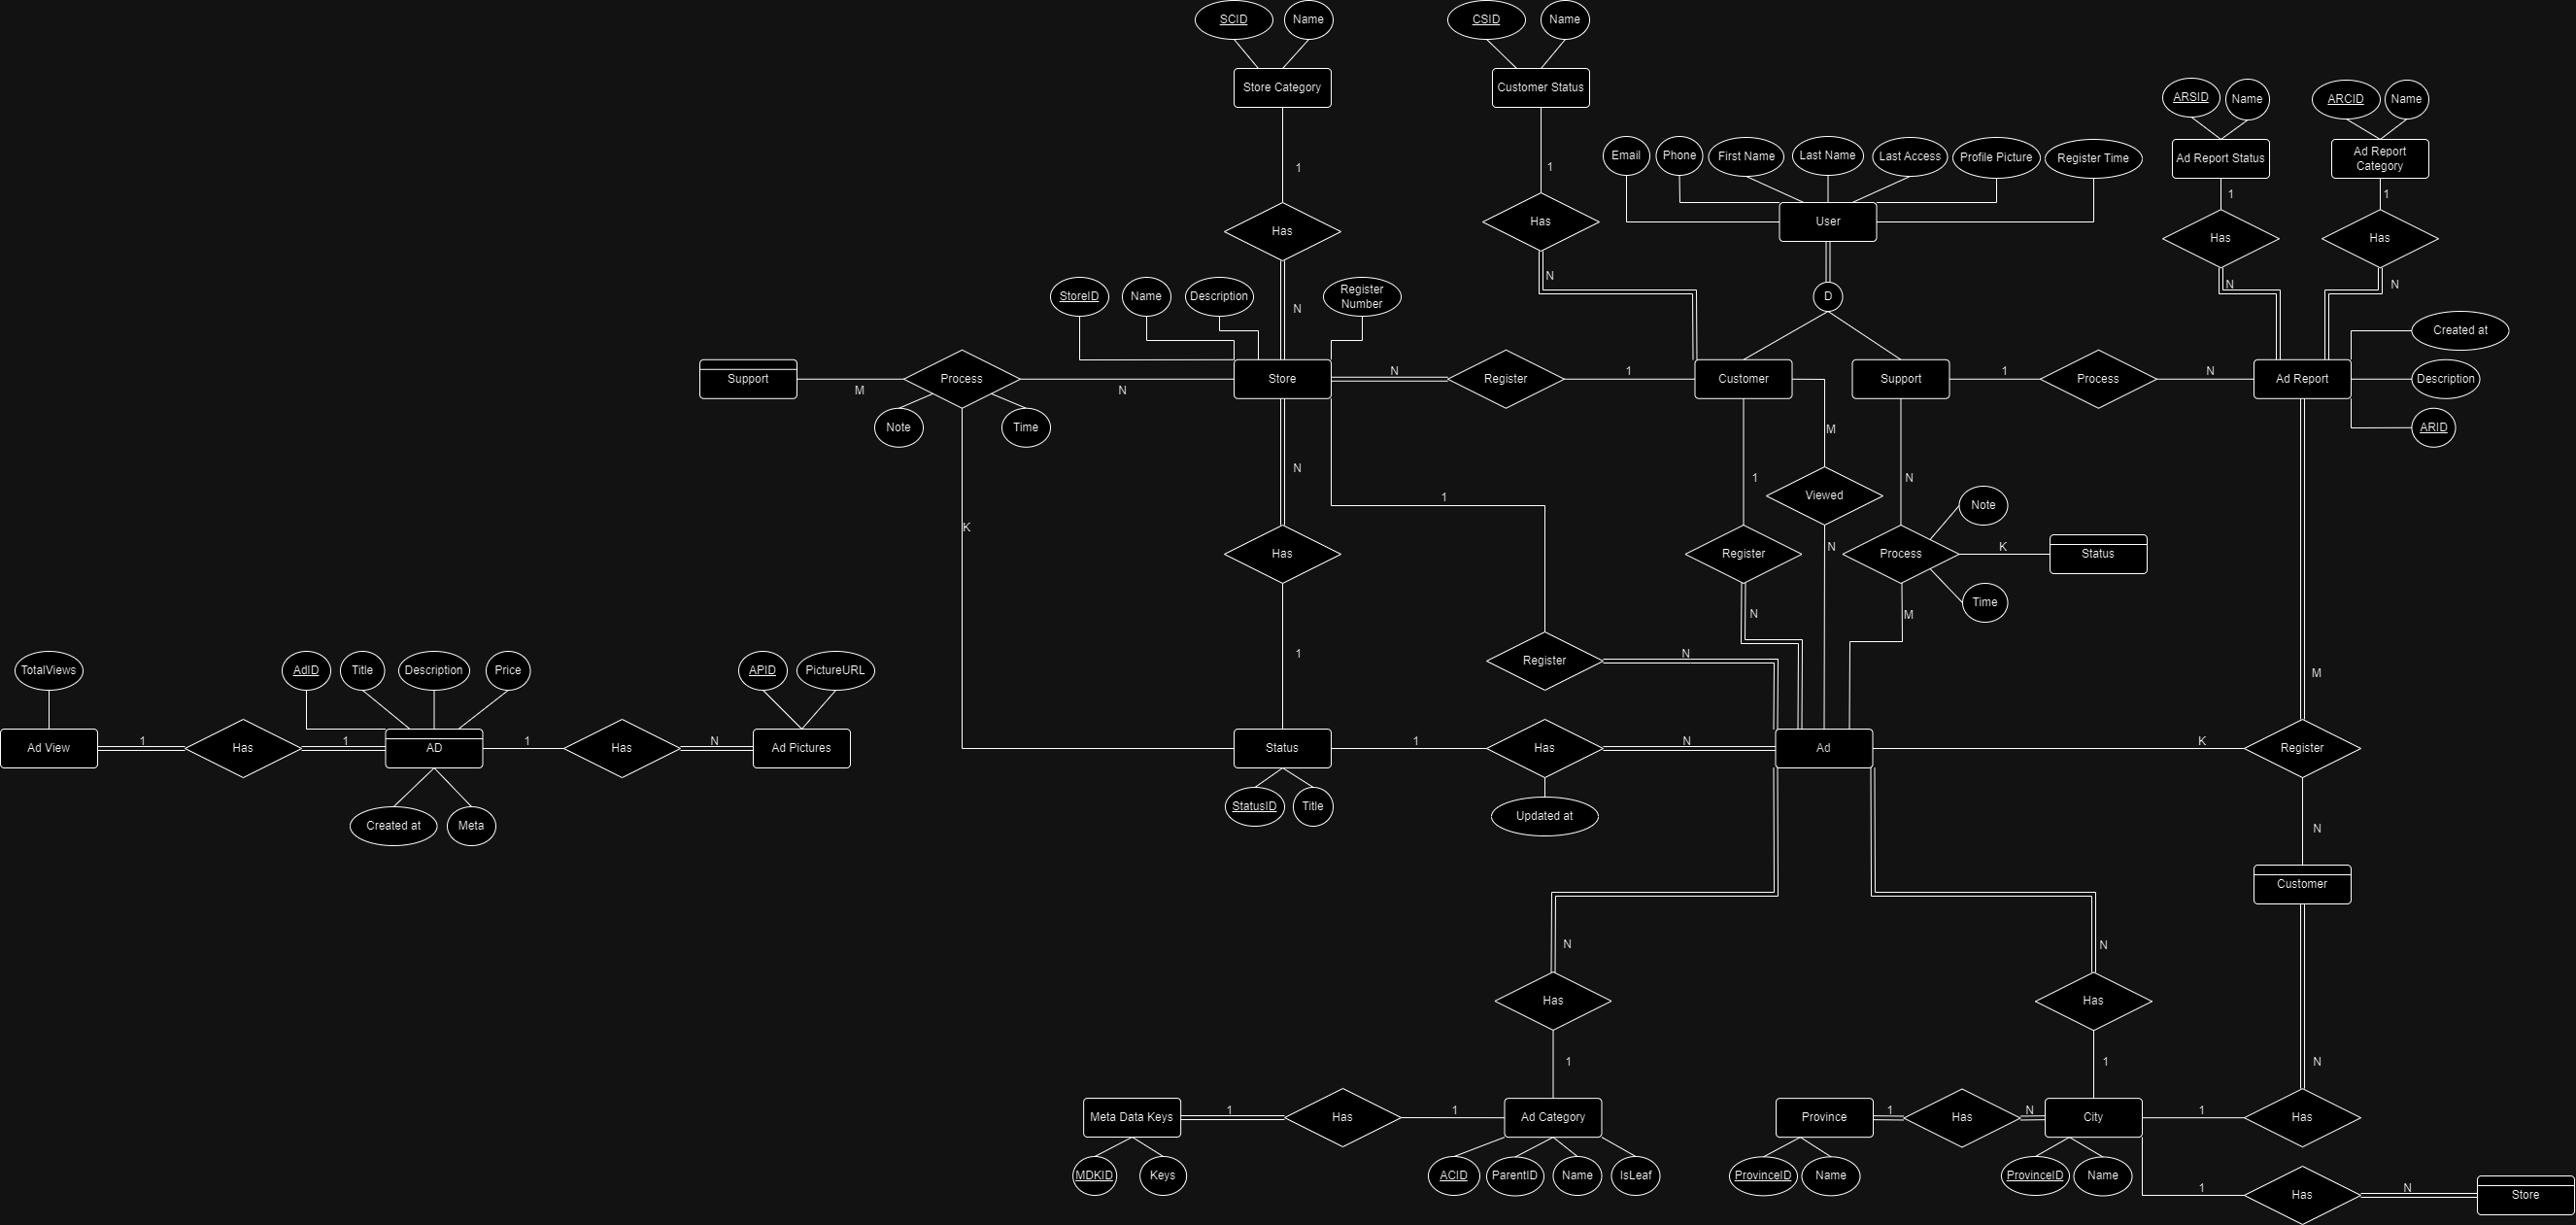 SCID
Name
CSID
Name
Store Category
Customer Status
ARSID
Name
ARCID
Name
Email
Phone
First Name
Last Name
Last Access
Profile Picture
Register Time
Ad Report Status
Ad Report
Category
1
1
1
1
Has
Has
User
Has
Has
N
N
N
StoreID
Name
Description
Register
Number
N
D
Created at
Support
M
Process
N
Store
N
Register
1
Customer
Support
1
Process
N
Ad Report
Description
Note
Time
M
ARID
N
1
1
N
Viewed
Note
K
Has
Register
N
Process
K
Status
Time
N
M
1
Register
N
TotalViews
AdID
Title
Description
Price
APID
PictureURL
M
Ad View
1
Has
1
AD
1
Has
N
Ad Pictures
Status
1
Has
N
Ad
K
Register
Created at
Meta
StatusID
Title
Updated at
N
Customer
N
N
Has
Has
1
1
N
Meta Data Keys
1
Has
1
Ad Category
Province
1
Has
N
City
1
Has
MDKID
Keys
ACID
ParentID
Name
IsLeaf
ProvinceID
Name
ProvinceID
Name
1
Has
N
Store